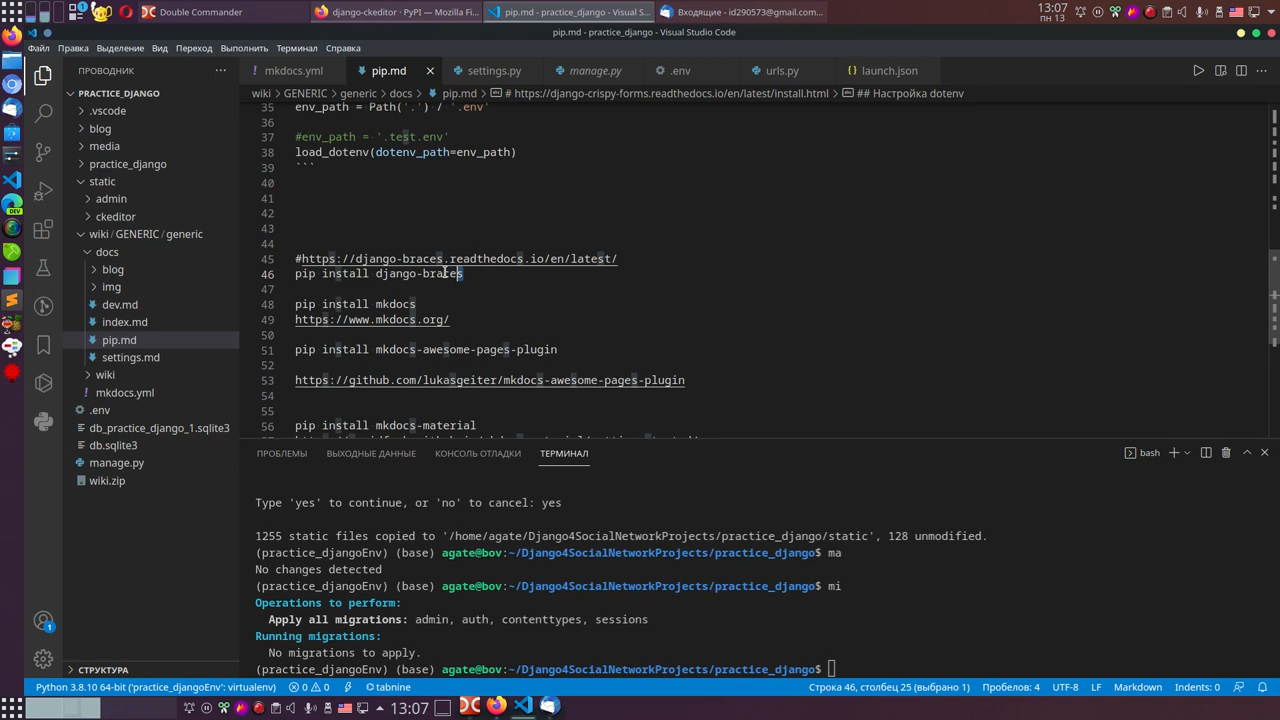 Double Command
django-ckeditor · PyPI — Mozilla Fi...
pip.md - practice_django - Visual S...
Входящие - id290573@gmail.com...
13:07
пн 13
pip.md - practice_django - Visual Studio Code
Файл Правка Выделение Вид Переход Выполнить Терминал Справка
ПРОВОДНИК
mkdocs.yml
pip.md
settings.py
manage.py
.env
urls.py
launch.json
PRACTICE_DJANGO
wiki > GENERIC > generic > docs > pip.md > # https://django-crispy-forms.readthedocs.io/en/latest/install.html > ## Настройка dotenv
.vscode
blog
media
practice_django
static
admin
ckeditor
wiki / GENERIC / generic
docs
blog
img
dev.md
index.md
pip.md
settings.md
wiki
mkdocs.yml
.env
db_practice_django_1.sqlite3
db.sqlite3
manage.py
wiki.zip
СТРУКТУРА
35 env_path = Path('.') / '.env'
36
37 #env_path = '.test.env'
38 load_dotenv(dotenv_path=env_path)
39 ```
40
41
42
43
44
45 #https://django-braces.readthedocs.io/en/latest/
46 pip install django-braces
47
48 pip install mkdocs
49 https://www.mkdocs.org/
50
51 pip install mkdocs-awesome-pages-plugin
52
53 https://github.com/lukasgeiter/mkdocs-awesome-pages-plugin
54
55
56 pip install mkdocs-material
57
ПРОБЛЕМЫ ВЫХОДНЫЕ ДАННЫЕ КОНСОЛЬ ОТЛАДКИ ТЕРМИНАЛ
bash
Type 'yes' to continue, or 'no' to cancel: yes
1255 static files copied to '/home/agate/Django4SocialNetworkProjects/practice_django/static', 128 unmodified.
(practice_djangoEnv) (base) agate@bov:~/Django4SocialNetworkProjects/practice_django$ ma
No changes detected
(practice_djangoEnv) (base) agate@bov:~/Django4SocialNetworkProjects/practice_django$ mi
Operations to perform:
Apply all migrations: admin, auth, contenttypes, sessions
Running migrations:
No migrations to apply.
(practice_djangoEnv) (base) agate@bov:~/Django4SocialNetworkProjects/practice_django$
Python 3.8.10 64-bit ('practice_djangoEnv': virtualenv) 0 0 tabnine
Строка 46, столбец 25 (выбрано 1) Пробелов: 4 UTF-8 LF Markdown Indents: 0
13:07